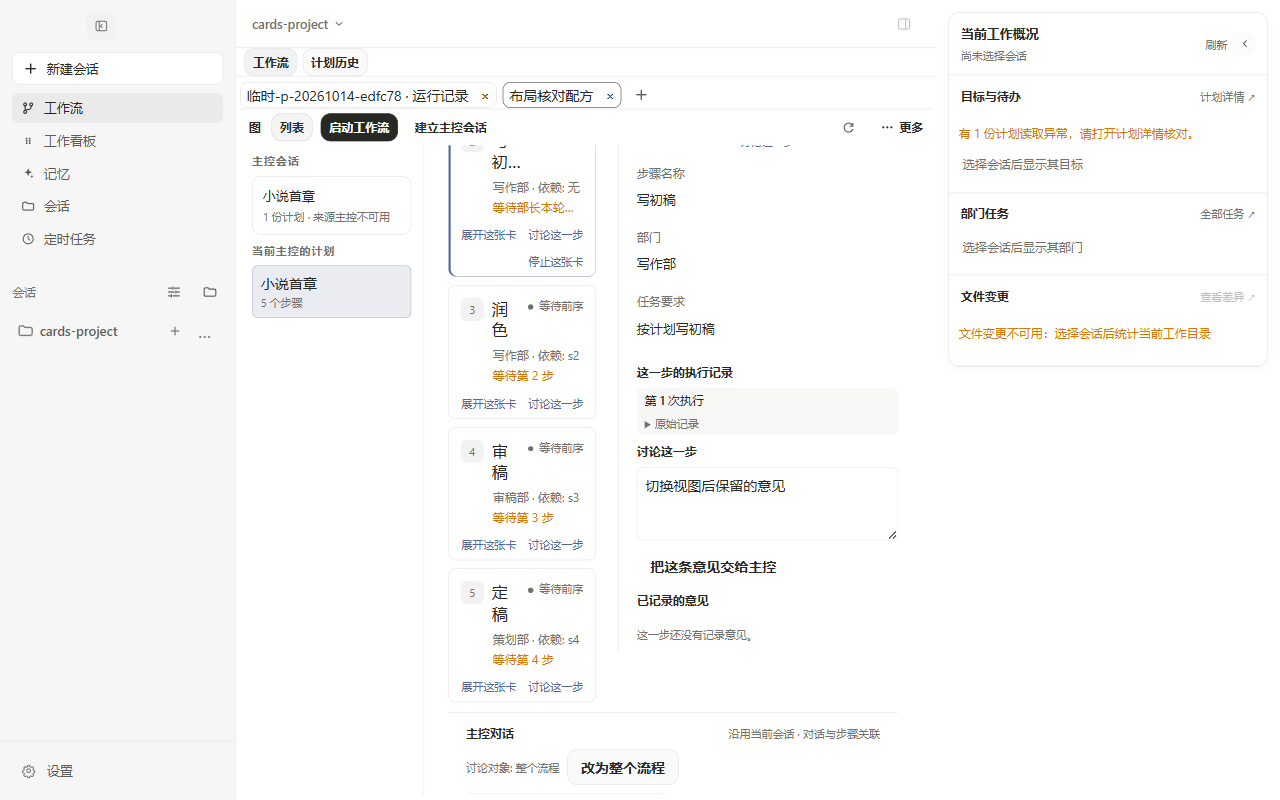 新建会话
工作流
工作看板
记忆
会话
定时任务
会话
cards-project
设置
cards-project
工作流
计划历史
临时-p-20261014-edfc78 · 运行记录
布局核对配方
图
列表
启动工作流
建立主控会话
更多
主控会话
小说首章
1 份计划 · 来源主控不可用
当前主控的计划
小说首章
5 个步骤
初...
写作部 · 依赖: 无
等待部长本轮...
展开这张卡 讨论这一步
停止这张卡
3
润色
等待前序
写作部 · 依赖: s2
等待第 2 步
展开这张卡 讨论这一步
4
审稿
等待前序
审稿部 · 依赖: s3
等待第 3 步
展开这张卡 讨论这一步
5
定稿
等待前序
策划部 · 依赖: s4
等待第 4 步
展开这张卡 讨论这一步
步骤名称
写初稿
部门
写作部
任务要求
按计划写初稿
这一步的执行记录
第 1 次执行
原始记录
讨论这一步
切换视图后保留的意见
把这条意见交给主控
已记录的意见
这一步还没有记录意见。
主控对话
沿用当前会话 · 对话与步骤关联
讨论对象: 整个流程
改为整个流程
当前工作概况
尚未选择会话
刷新
目标与待办
计划详情
有 1 份计划读取异常，请打开计划详情核对。
选择会话后显示其目标
部门任务
全部任务
选择会话后显示其部门
文件变更
查看差异
文件变更不可用：选择会话后统计当前工作目录